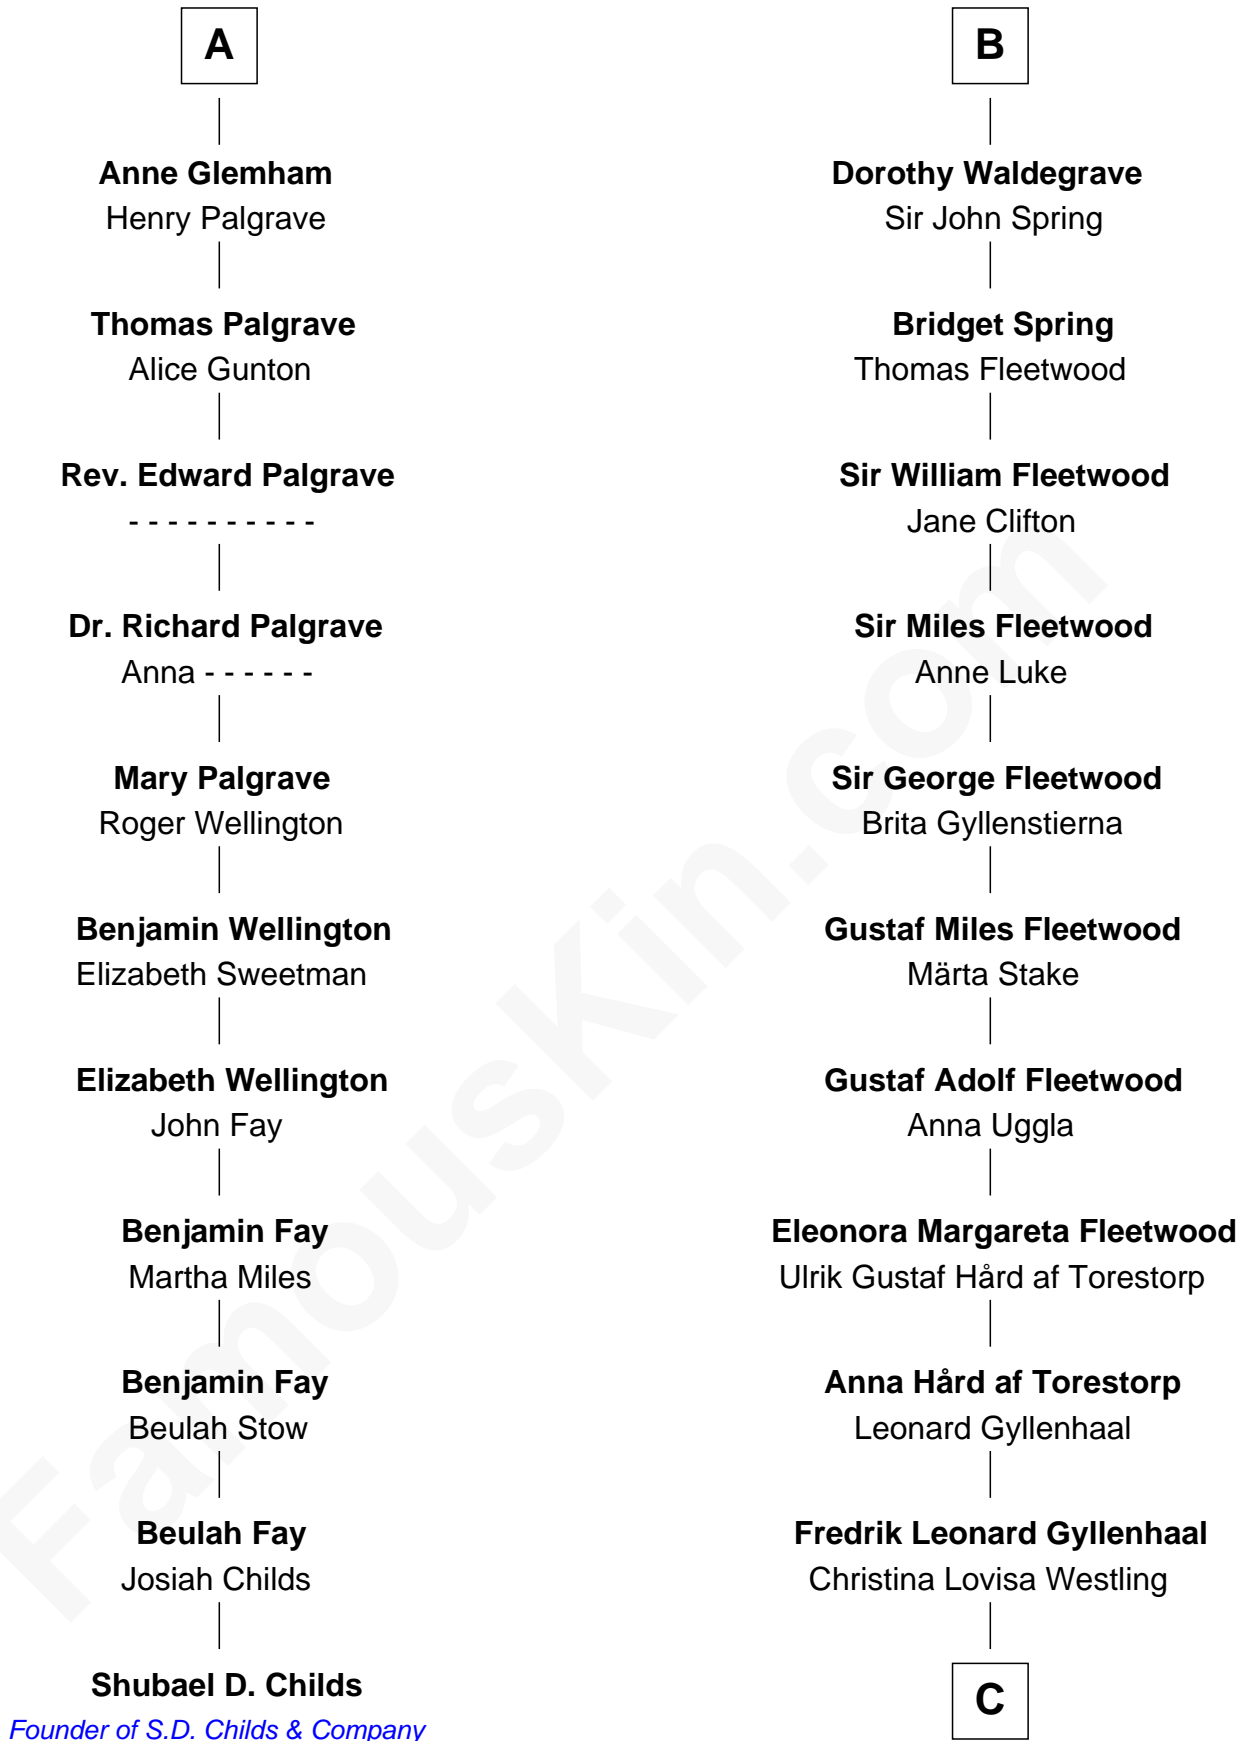 A
Anne Glemham
Henry Palgrave
Thomas Palgrave
Alice Gunton
Rev. Edward Palgrave
- - - - - - - - - -
Dr. Richard Palgrave
Anna - - - - - -
Mary Palgrave
Roger Wellington
Benjamin Wellington
Elizabeth Sweetman
Elizabeth Wellington
John Fay
Benjamin Fay
Martha Miles
Benjamin Fay
Beulah Stow
Beulah Fay
Josiah Childs
Shubael D. Childs
Founder of S.D. Childs & Company
B
Dorothy Waldegrave
Sir John Spring
Bridget Spring
Thomas Fleetwood
Sir William Fleetwood
Jane Clifton
Sir Miles Fleetwood
Anne Luke
Sir George Fleetwood
Brita Gyllenstierna
Gustaf Miles Fleetwood
Märta Stake
Gustaf Adolf Fleetwood
Anna Uggla
Eleonora Margareta Fleetwood
Ulrik Gustaf Hård af Torestorp
Anna Hård af Torestorp
Leonard Gyllenhaal
Fredrik Leonard Gyllenhaal
Christina Lovisa Westling
C
FamousKin.com